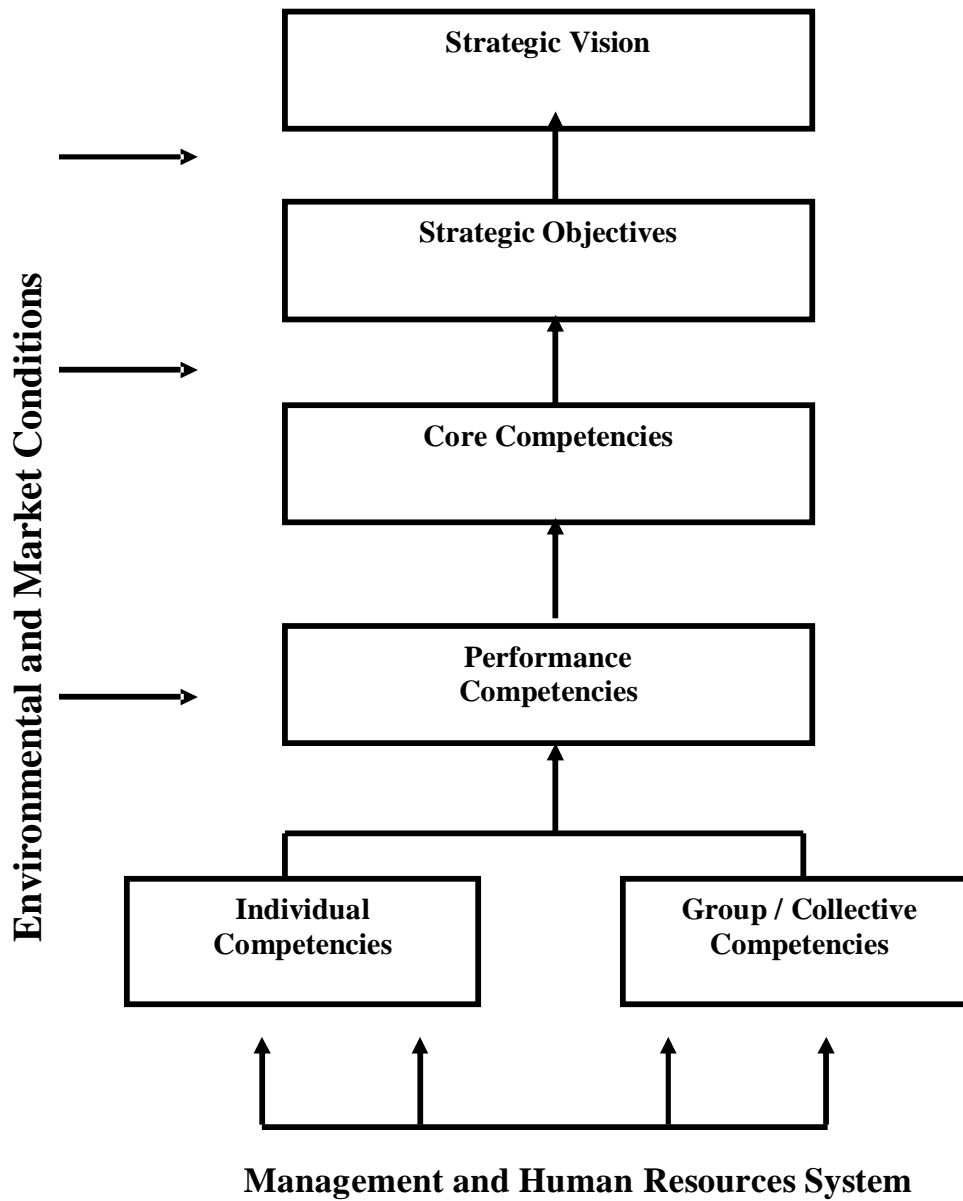 Strategic Vision
Strategic Objectives
Core Competencies
Performance
Competencies
Individual
Competencies
Group / Collective
Competencies
Environmental and Market Conditions
Management and Human Resources System